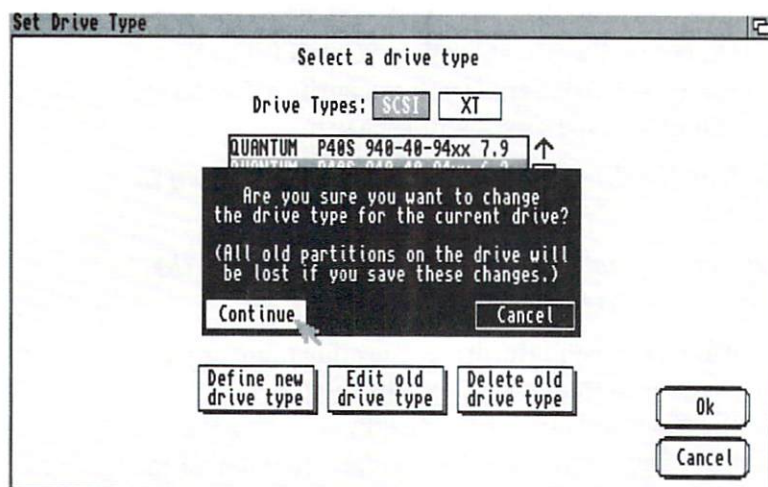 Set Drive Type
Select a drive type
Drive Types: SCSI XT
QUANTUM P40S 940-40-94xx 7.9
Are you sure you want to change
the drive type for the current drive?
(All old partitions on the drive will
be lost if you save these changes.)
Continue Cancel
Define new
drive type
Edit old
drive type
Delete old
drive type
Ok
Cancel